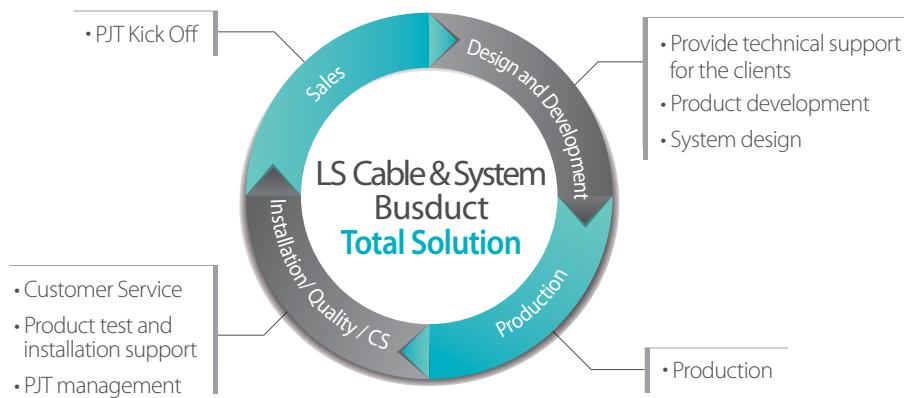 • PJT Kick Off
Sales
Design and Development
• Provide technical support
for the clients
• Product development
• System design
LS Cable & System
Busduct
Total Solution
Installation/ Quality / CS
Production
• Customer Service
• Product test and
installation support
• PJT management
• Production